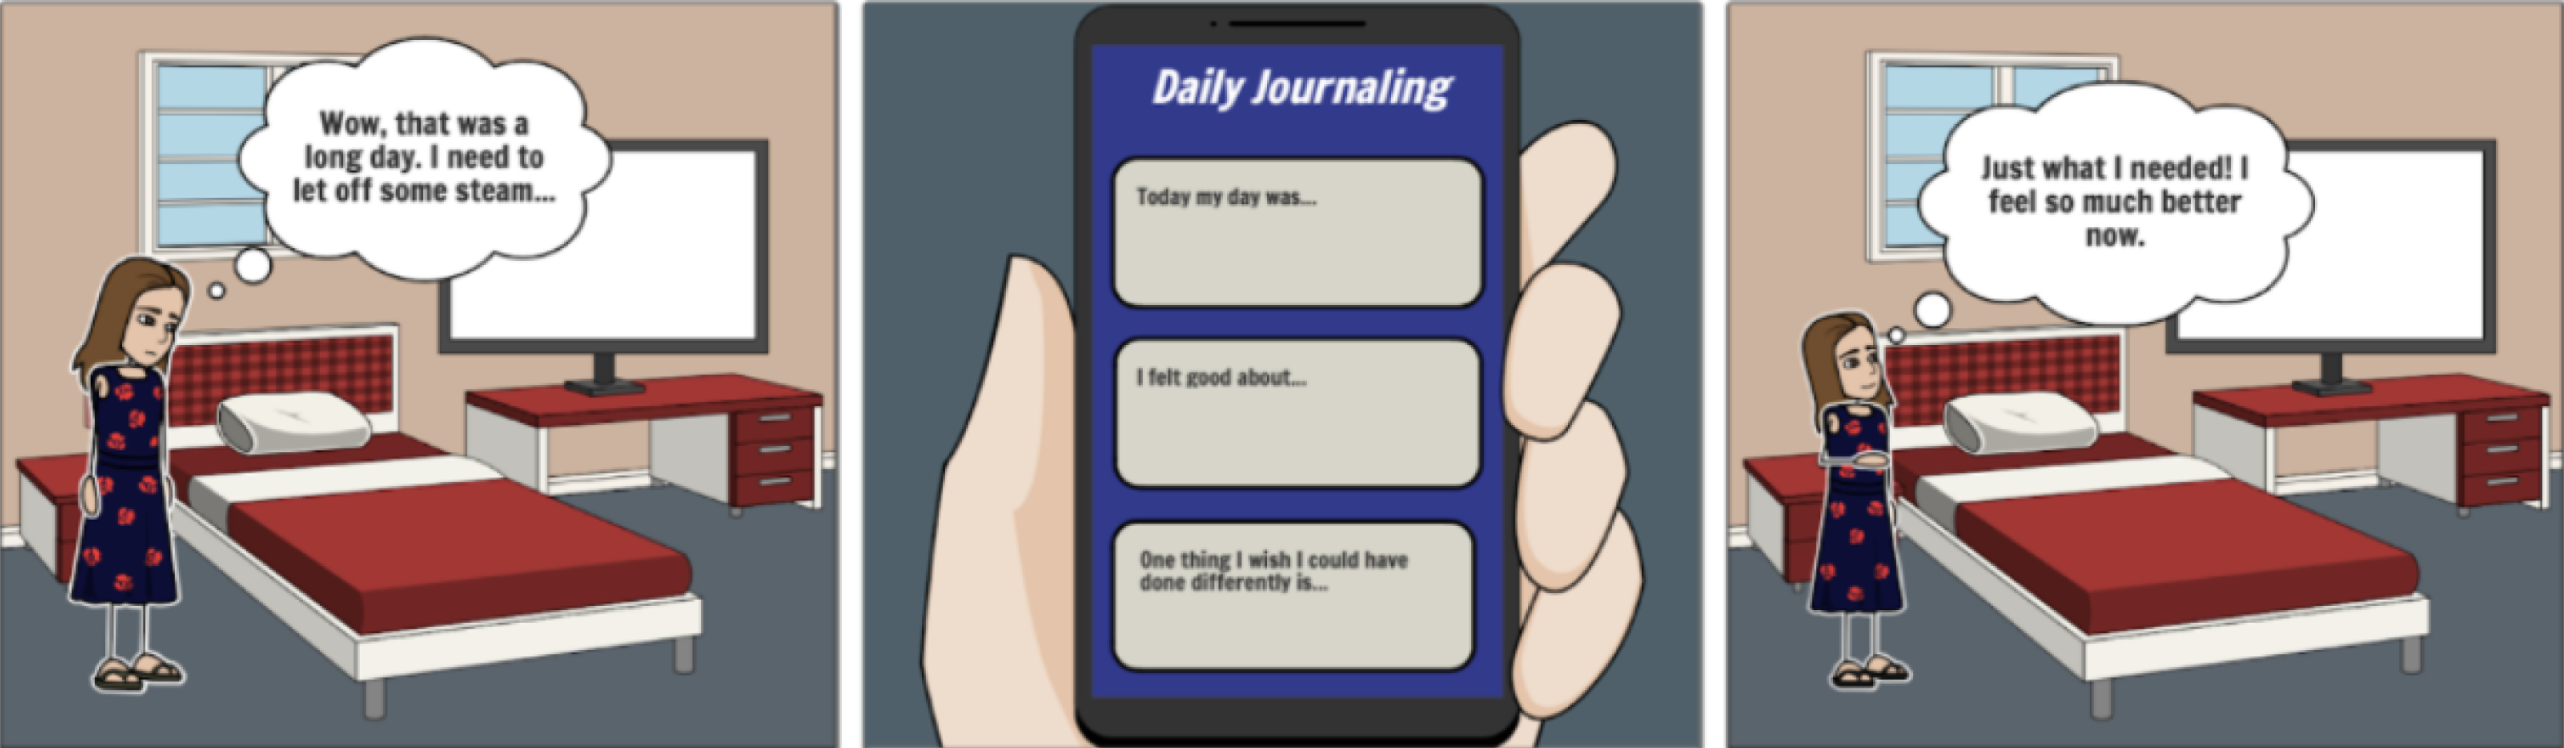 Wow, that was a
long day. I need to
let off some steam...
Daily Journaling
Today my day was...
I felt good about...
One thing I wish I could have
done differently is...
Just what I needed! I
feel so much better
now.